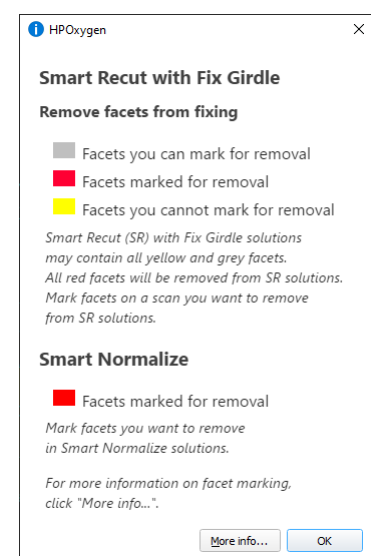 HPOxygen
Smart Recut with Fix Girdle
Remove facets from fixing
Facets you can mark for removal
Facets marked for removal
Facets you cannot mark for removal
Smart Recut (SR) with Fix Girdle solutions
may contain all yellow and grey facets.
All red facets will be removed from SR solutions.
Mark facets on a scan you want to remove
from SR solutions.
Smart Normalize
Facets marked for removal
Mark facets you want to remove
in Smart Normalize solutions.
For more information on facet marking,
click "More info...".
More info... OK